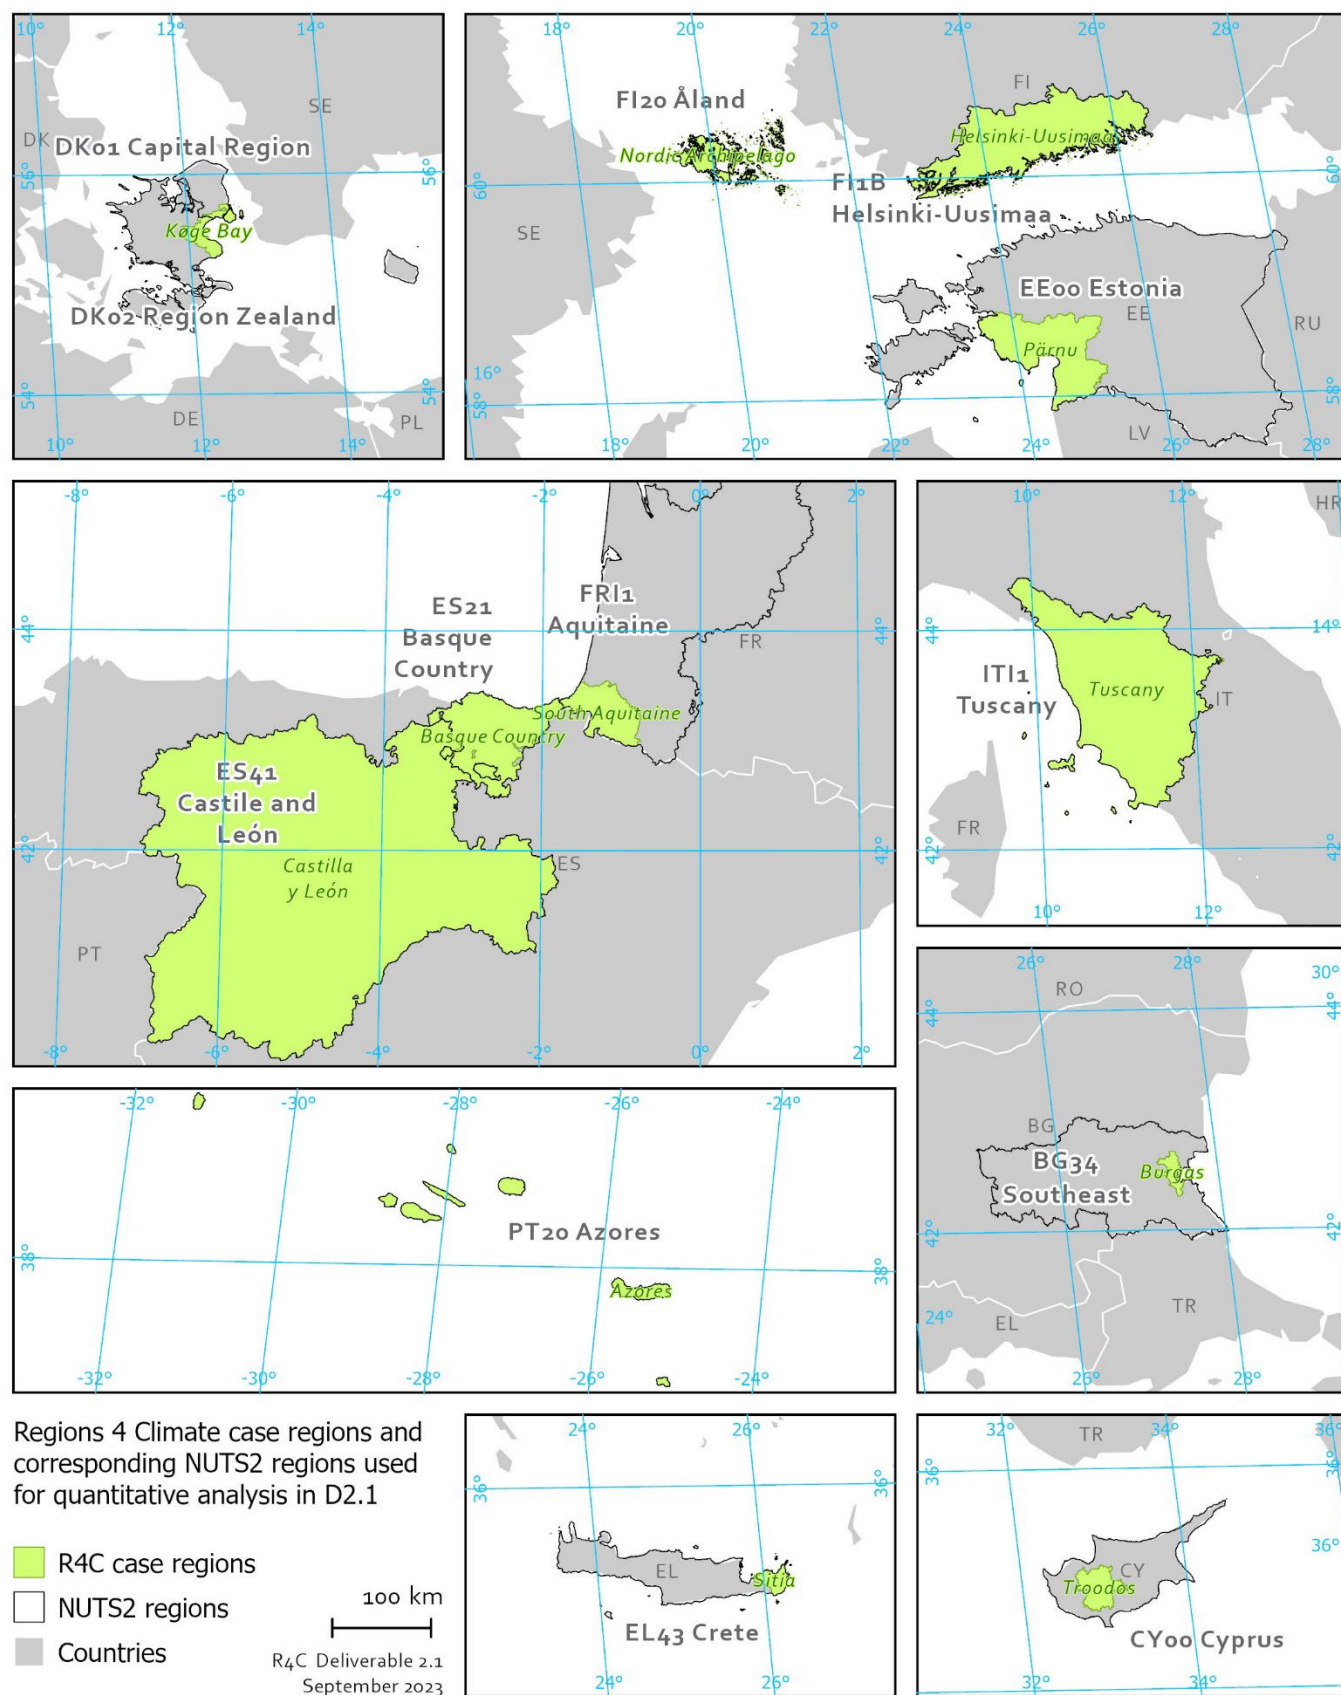 10°
12°
14°
SE
DK
DK01 Capital Region
56°
56°
Køge Bay
DK02 Region Zealand
54°
54°
DE
PL
10°
12°
14°
18°
20°
22°
24°
26°
28°
FI
FI20 Åland
Helsinki-Uusimaa
Nordic Archipelago
60°
60°
FI1B
Helsinki-Uusimaa
SE
EE00 Estonia
EE
RU
Pärnu
16°
58°
58°
LV
20°
22°
24°
26°
28°
-8°
-6°
-4°
-2°
0°
2°
ES21
Basque
Country
FRI1
Aquitaine
44°
44°
FR
South Aquitaine
Basque Country
ES41
Castile and
León
42°
42°
Castilla
y León
ES
PT
-8°
-6°
-4°
-2°
0°
2°
10°
12°
HR
44°
14°
ITI1
Tuscany
Tuscany
IT
FR
42°
42°
10°
12°
26°
28°
30°
RO
44°
44°
BG
BG34
Southeast
Burgas
42°
42°
TR
EL
24°
26°
28°
-32°
-30°
-28°
-26°
-24°
PT20 Azores
38°
38°
Azores
-32°
-30°
-28°
-26°
-24°
Regions 4 Climate case regions and
corresponding NUTS2 regions used
for quantitative analysis in D2.1
R4C case regions
NUTS2 regions
Countries
100 km
R4C Deliverable 2.1
September 2023
24°
26°
36°
36°
EL
Sitia
EL43 Crete
24°
26°
32°
34°
36°
TR
36°
36°
36°
CY
Troodos
CY00 Cyprus
32°
34°